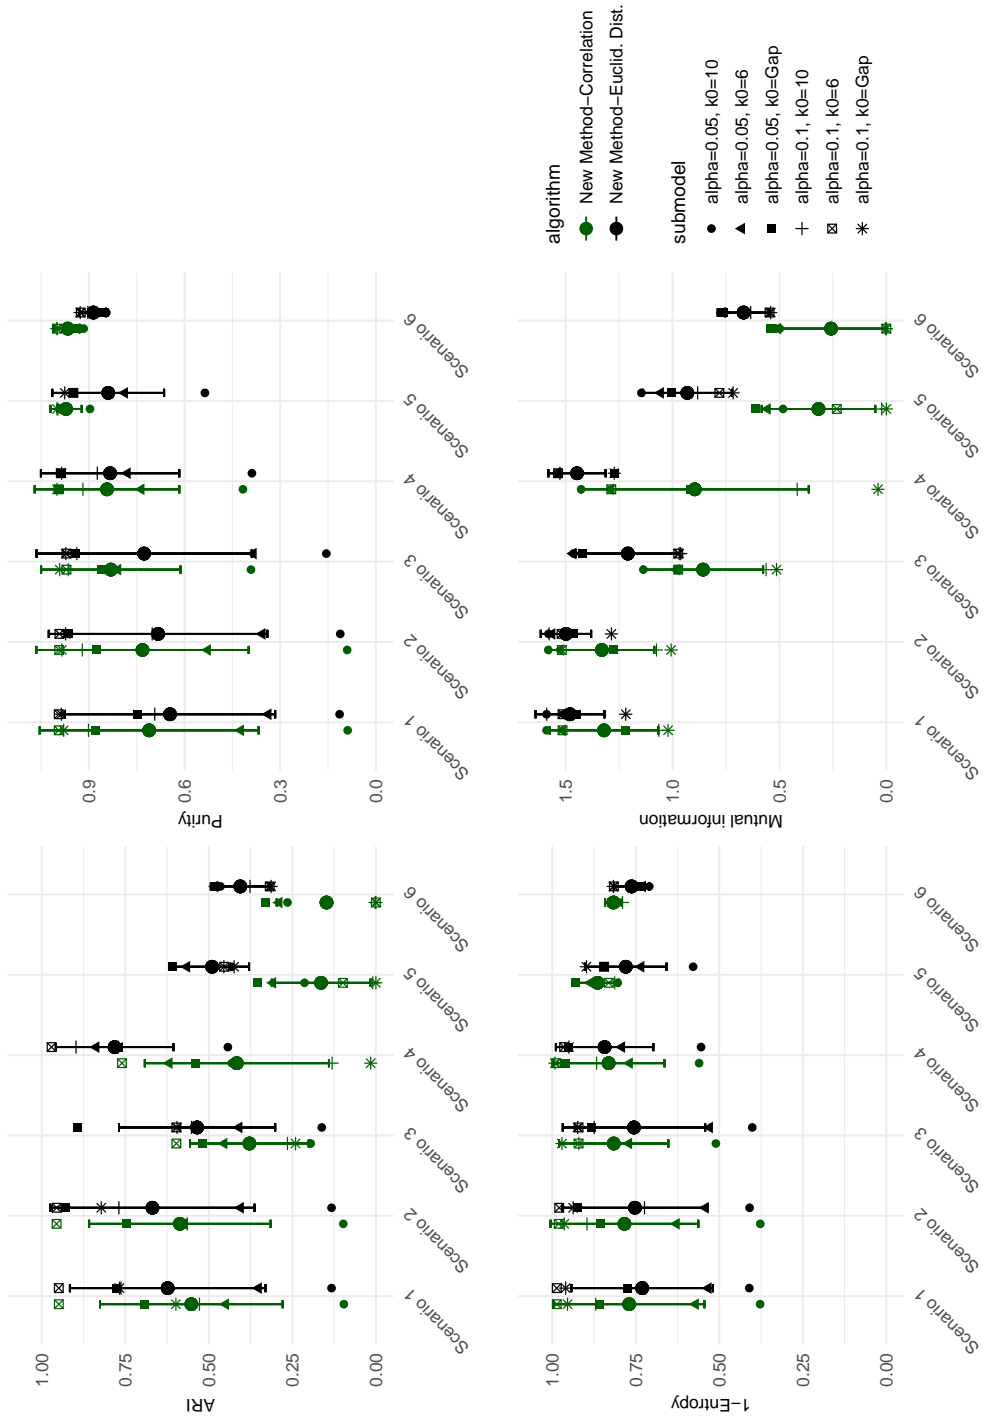 ARI
1.00
0.75
0.50
0.25
0.00
Scenario 1
Scenario 2
Scenario 3
Scenario 4
Scenario 5
Scenario 6
Purity
0.9
0.6
0.3
0.0
Scenario 1
Scenario 2
Scenario 3
Scenario 4
Scenario 5
Scenario 6
1−Entropy
1.00
0.75
0.50
0.25
0.00
Scenario 1
Scenario 2
Scenario 3
Scenario 4
Scenario 5
Scenario 6
Mutual information
1.5
1.0
0.5
0.0
Scenario 1
Scenario 2
Scenario 3
Scenario 4
Scenario 5
Scenario 6
algorithm
New Method−Correlation
New Method−Euclid. Dist.
submodel
alpha=0.05, k0=10
alpha=0.05, k0=6
alpha=0.05, k0=Gap
alpha=0.1, k0=10
alpha=0.1, k0=6
alpha=0.1, k0=Gap